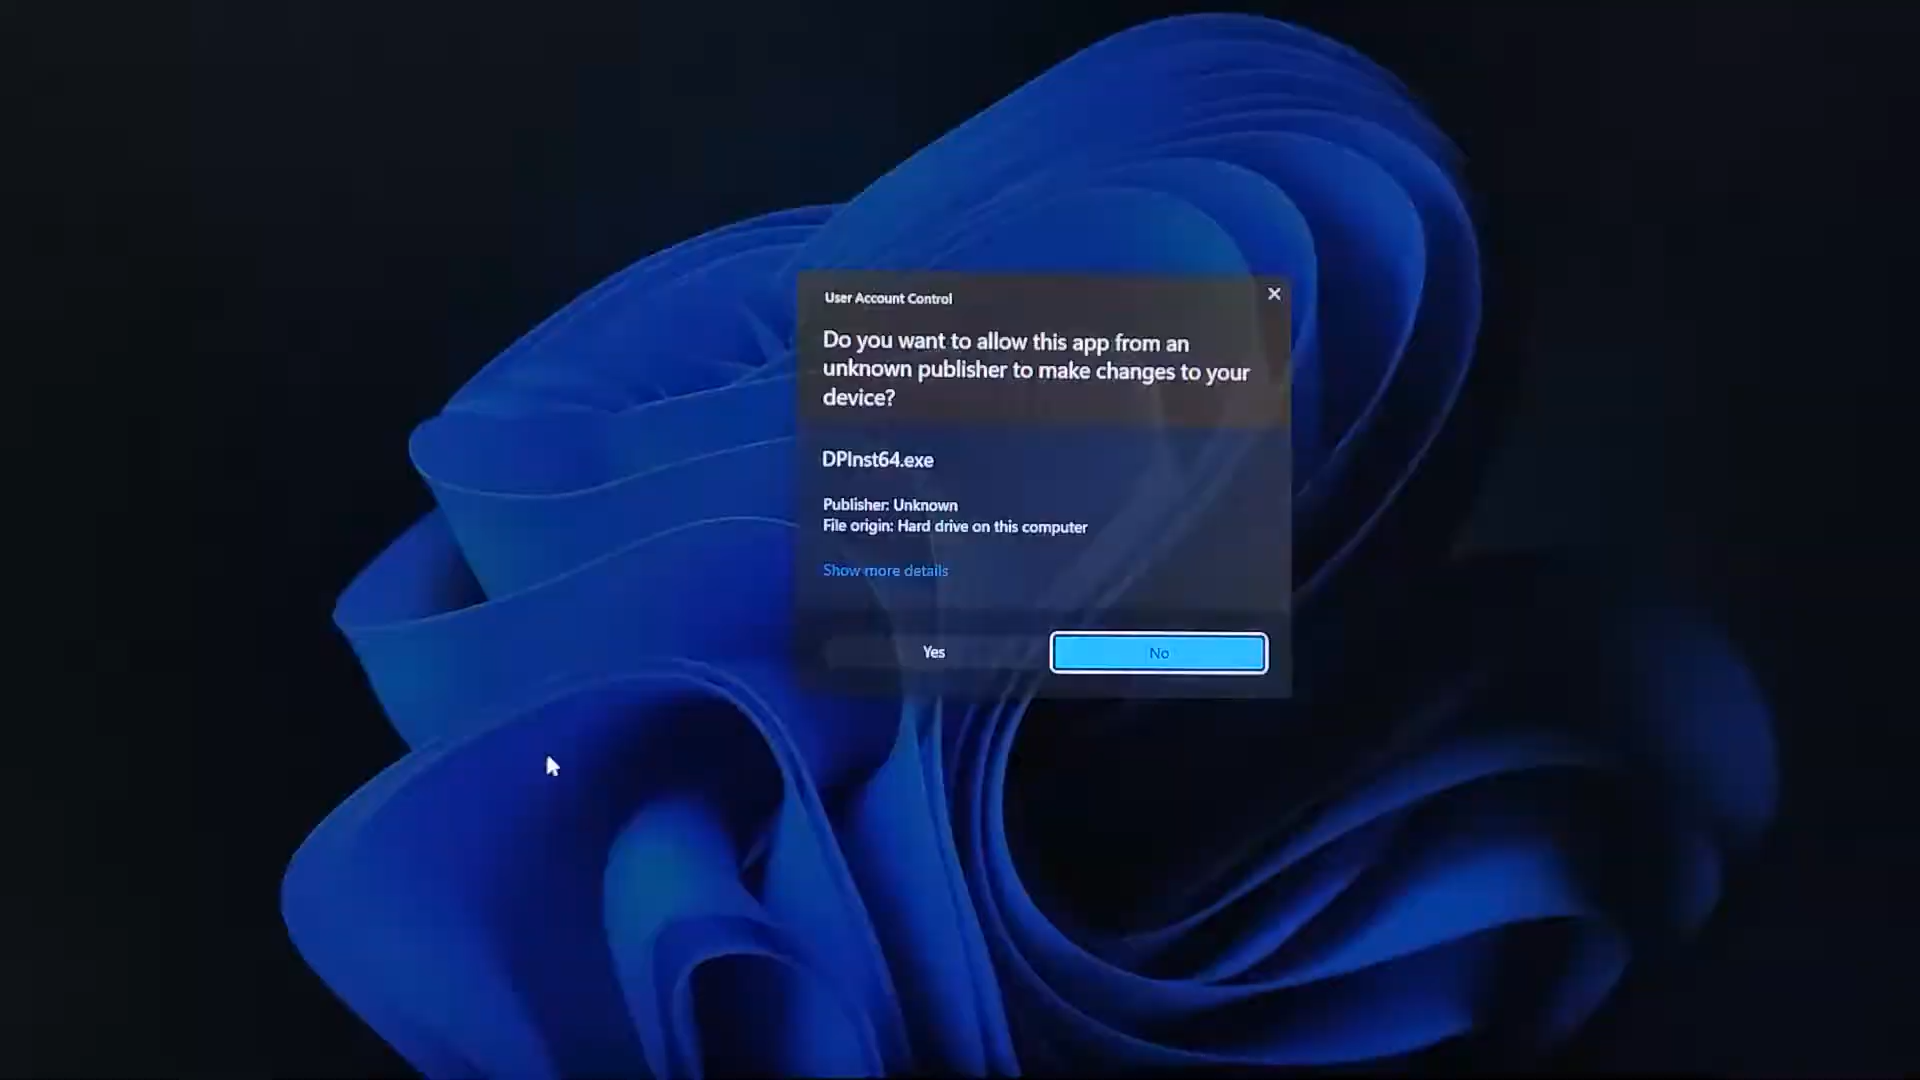 User Account Control
Do you want to allow this app from an
unknown publisher to make changes to your
device?
DPInst64.exe
Publisher: Unknown
File origin: Hard drive on this computer
Show more details
Yes
No